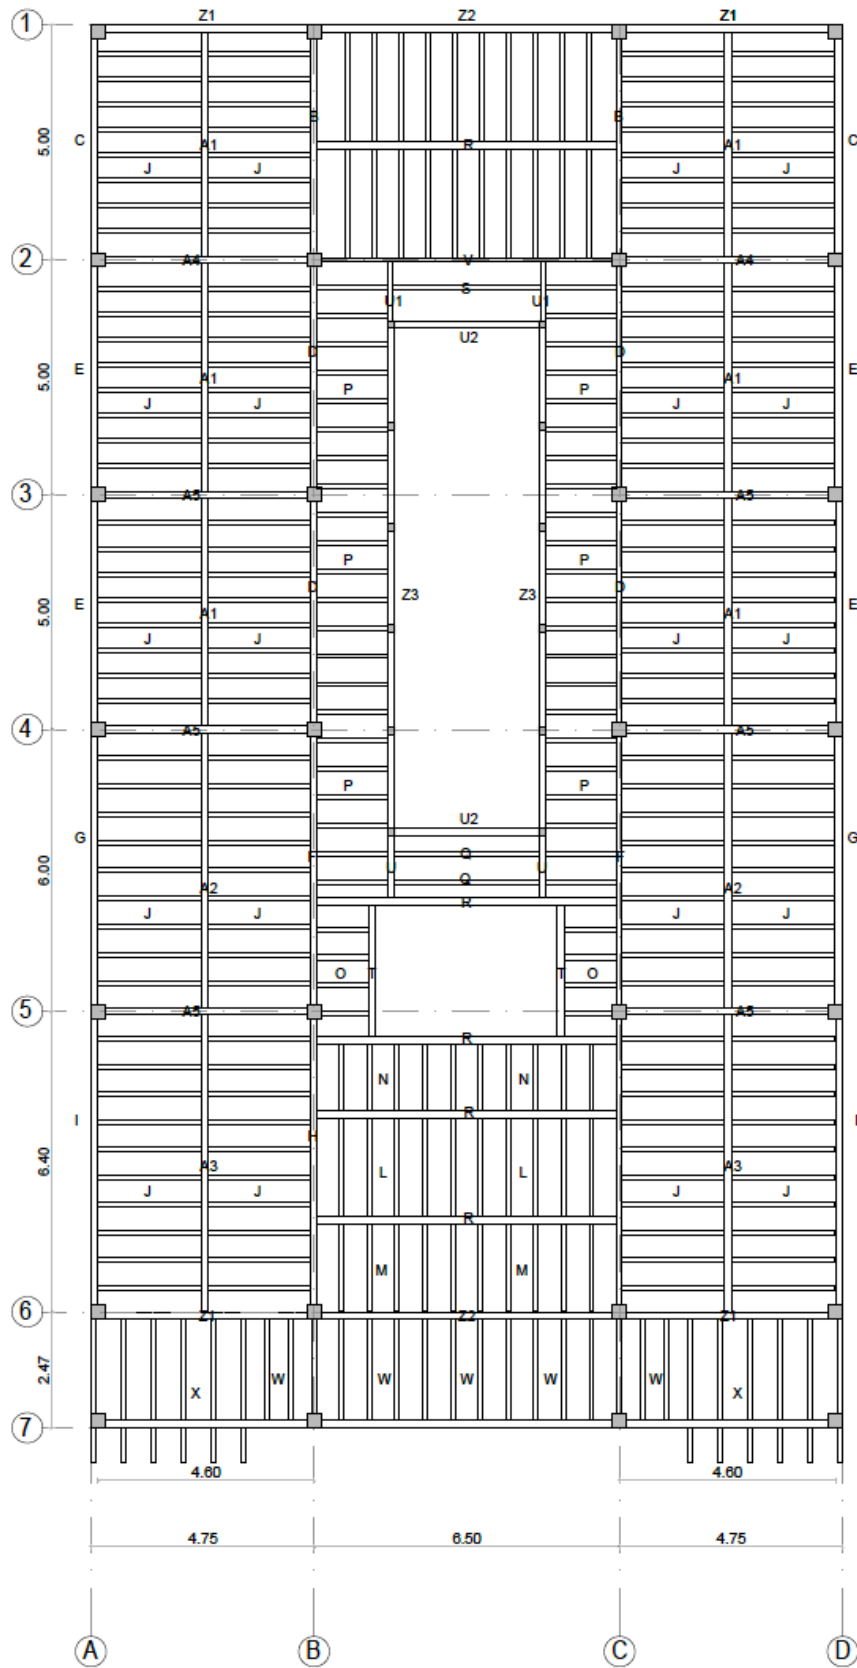 Z1 Z2 Z1
1
B B
5.00 C A1 R A1 C
J J J J
2 A4 V A4
S
U1 U1
U2
D D
5.00 E A1 A1 E
J J P P J J
3 A5 A5
P P
D D
5.00 E A1 Z3 Z3 A1 E
J J J J
4 A5 A5
P P
U2
G G
F Q F
6.00 U U
A2 Q A2
R
J J J J
O T T O
5 A5 A5
R
N N
I R
H
6.40 A3 L L A3
J J J J
R
M M
6 Z1 Z2 Z1
2.47 X W W W W W X
7
4.60 4.60
4.75 6.50 4.75
A B C D